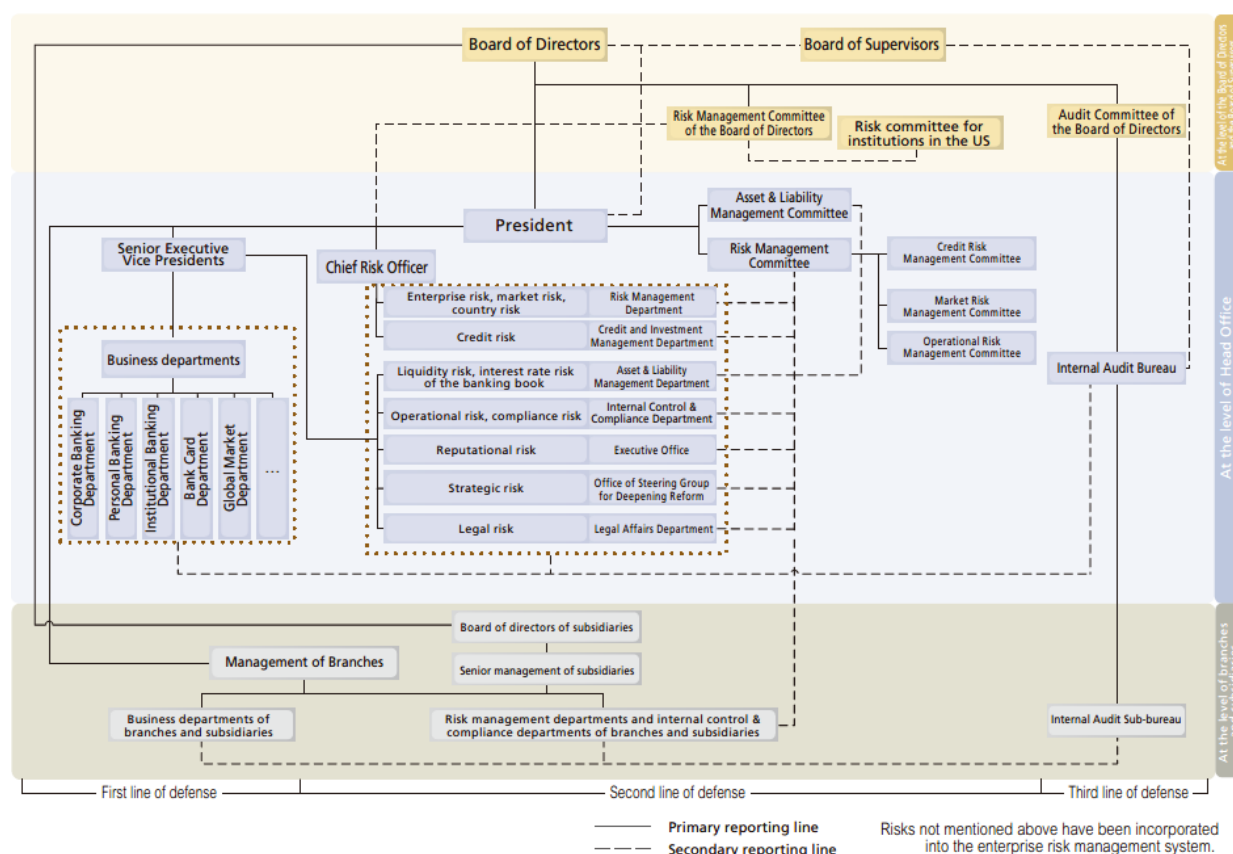 Board of Directors
Board of Supervisors
Risk Management Committee
of the Board of Directors
Risk committee for
institutions in the US
Audit Committee of
the Board of Directors
At the level of the Board of Directors
President
Asset & Liability
Management Committee
Senior Executive
Vice Presidents
Chief Risk Officer
Risk Management
Committee
Credit Risk
Management Committee
Market Risk
Management Committee
Operational Risk
Management Committee
Enterprise risk, market risk,
country risk
Risk Management
Department
Credit risk
Credit and Investment
Management Department
Liquidity risk, interest rate risk
of the banking book
Asset & Liability
Management Department
Operational risk, compliance risk
Internal Control &
Compliance Department
Reputational risk
Executive Office
Strategic risk
Office of Steering Group
for Deepening Reform
Legal risk
Legal Affairs Department
Business departments
Corporate Banking
Department
Personal Banking
Department
Institutional Banking
Department
Bank Card
Department
Global Market
Department
...
Internal Audit Bureau
At the level of Head Office
Board of directors of subsidiaries
Management of Branches
Senior management of subsidiaries
Business departments of
branches and subsidiaries
Risk management departments and internal control &
compliance departments of branches and subsidiaries
Internal Audit Sub-bureau
At the level of branches
First line of defense
Second line of defense
Third line of defense
Primary reporting line
Secondary reporting line
Risks not mentioned above have been incorporated
into the enterprise risk management system.